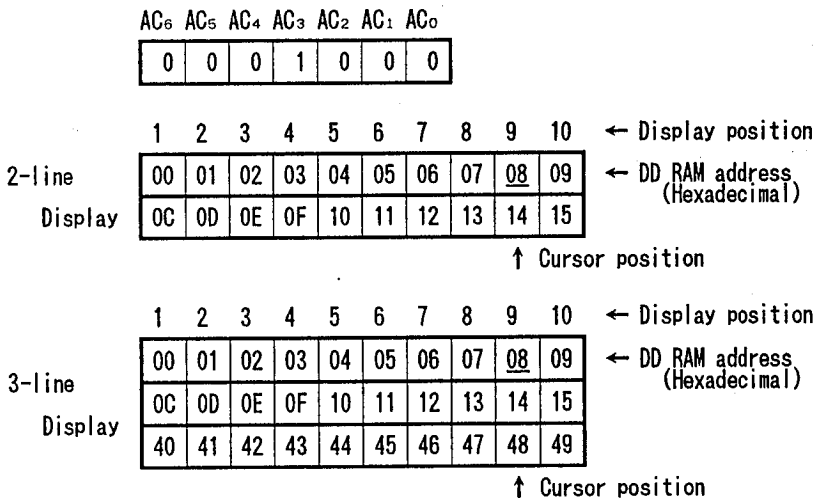 AC₆ AC₅ AC₄ AC₃ AC₂ AC₁ AC₀
0 0 0 1 0 0 0
1 2 3 4 5 6 7 8 9 10 ← Display position
2-line 00 01 02 03 04 05 06 07 08 09 ← DD RAM address
(Hexadecimal)
Display 0C 0D 0E 0F 10 11 12 13 14 15
↑ Cursor position
1 2 3 4 5 6 7 8 9 10 ← Display position
00 01 02 03 04 05 06 07 08 09 ← DD RAM address
(Hexadecimal)
3-line
0C 0D 0E 0F 10 11 12 13 14 15
Display
40 41 42 43 44 45 46 47 48 49
↑ Cursor position